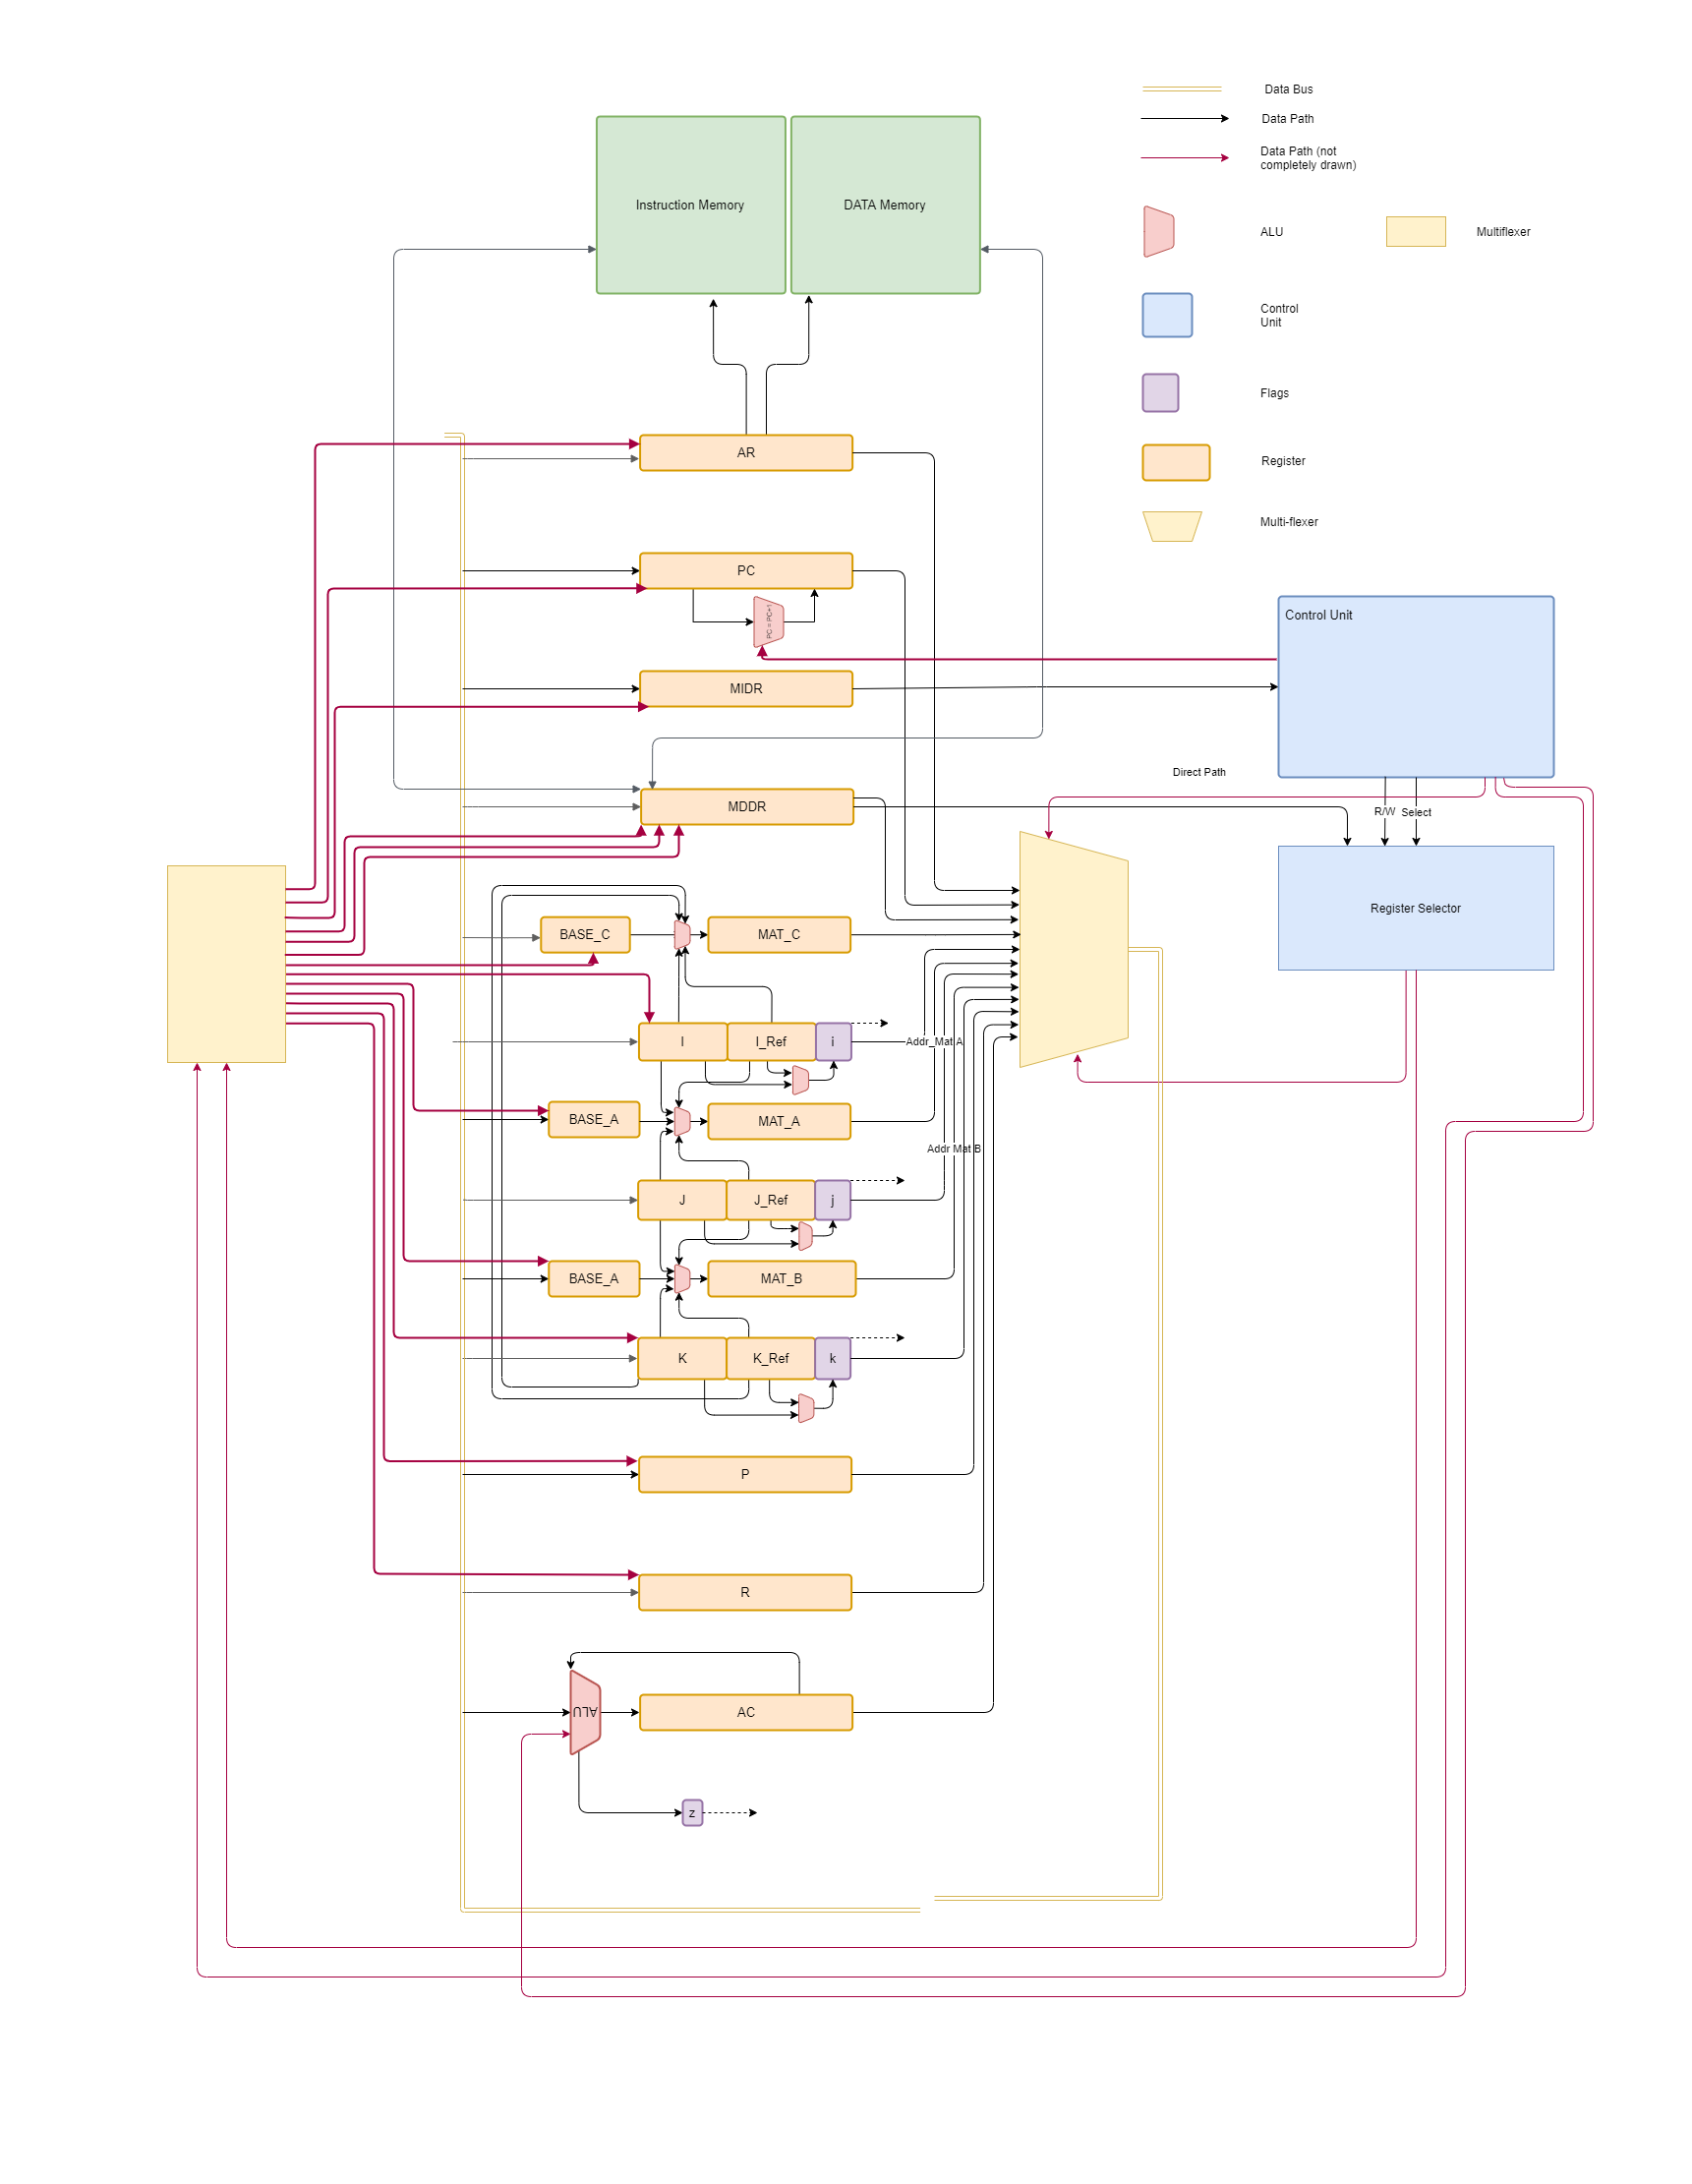 Data Bus
Data Path
Data Path (not
completely drawn)
Instruction Memory
DATA Memory
ALU
Multiflexer
Control
Unit
Flags
AR
Register
Multi-flexer
PC
PC = PC+1
Control Unit
MIDR
Direct Path
MDDR
R/W
Select
Register Selector
BASE_C
MAT_C
I
I_Ref
i
Addr_Mat A
BASE_A
MAT_A
Addr Mat B
J
J_Ref
j
BASE_A
MAT_B
K
K_Ref
k
P
R
ALU
AC
z